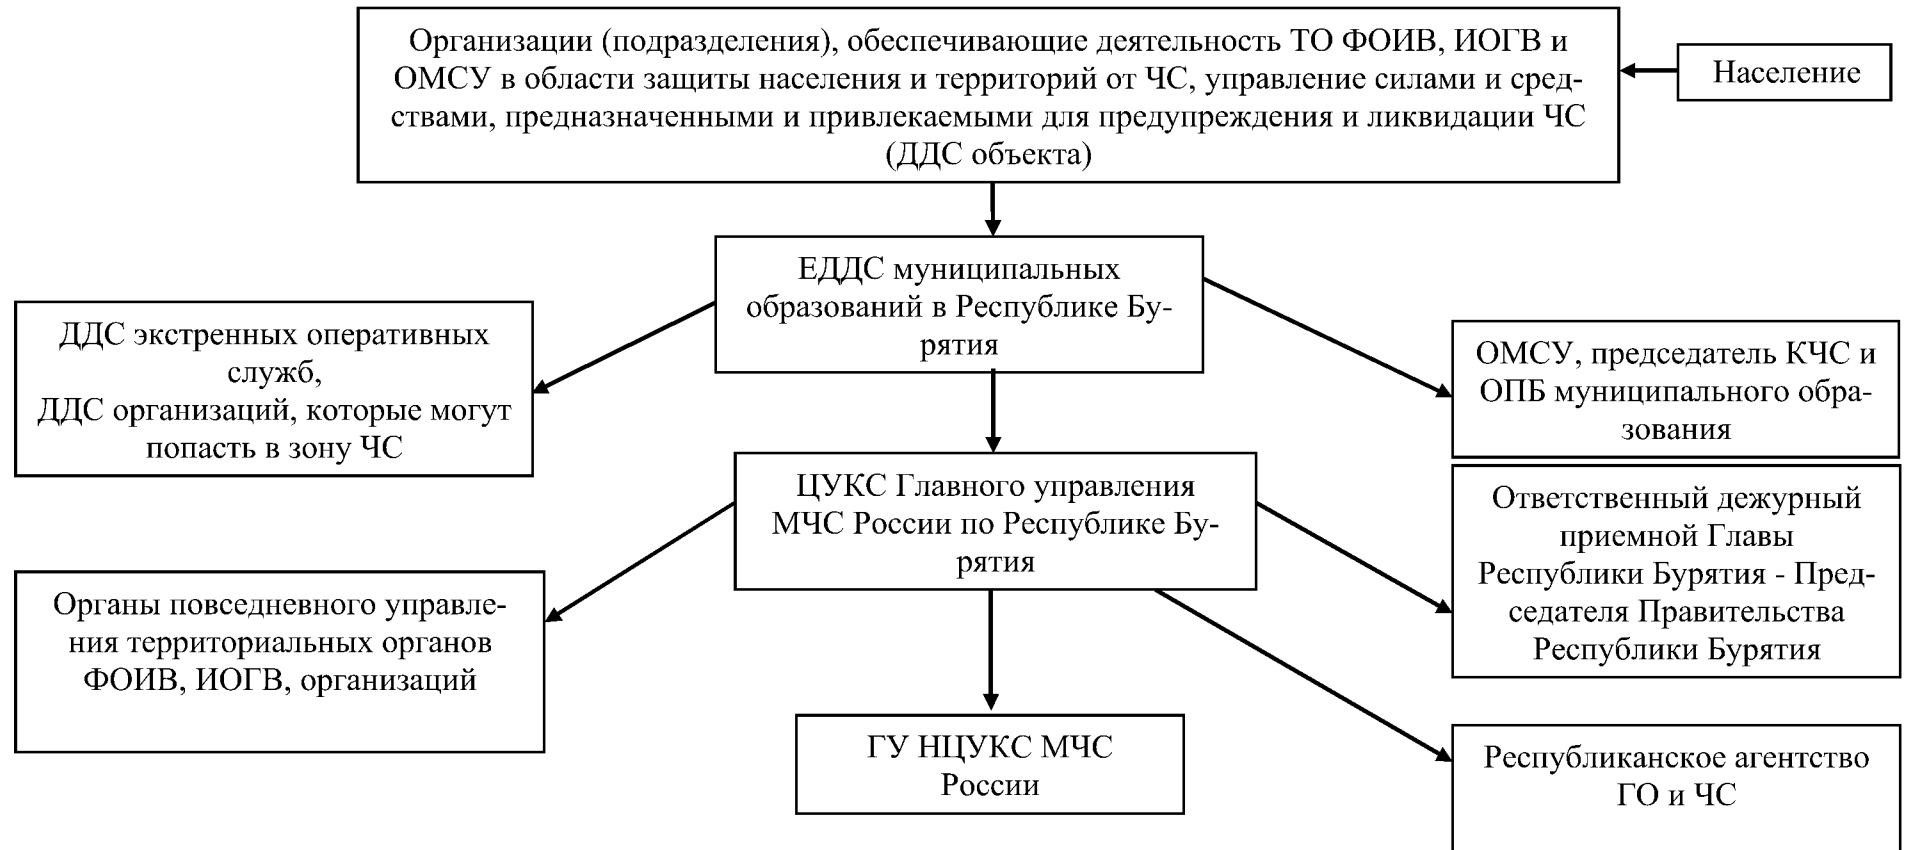 Организации (подразделения), обеспечивающие деятельность ТО ФОИВ, ИОГВ и
ОМСУ в области защиты населения и территорий от ЧС, управление силами и сред-
ствами, предназначенными и привлекаемыми для предупреждения и ликвидации ЧС
(ДДС объекта)
Население
ЕДДС муниципальных
образований в Республике Бу-
рятия
ДДС экстренных оперативных
служб,
ДДС организаций, которые могут
попасть в зону ЧС
ОМСУ, председатель КЧС и
ОПБ муниципального обра-
зования
ЦУКС Главного управления
МЧС России по Республике Бу-
рятия
Ответственный дежурный
приемной Главы
Республики Бурятия - Пред-
седателя Правительства
Республики Бурятия
Органы повседневного управле-
ния территориальных органов
ФОИВ, ИОГВ, организаций
ГУ НЦУКС МЧС
России
Республиканское агентство
ГО и ЧС